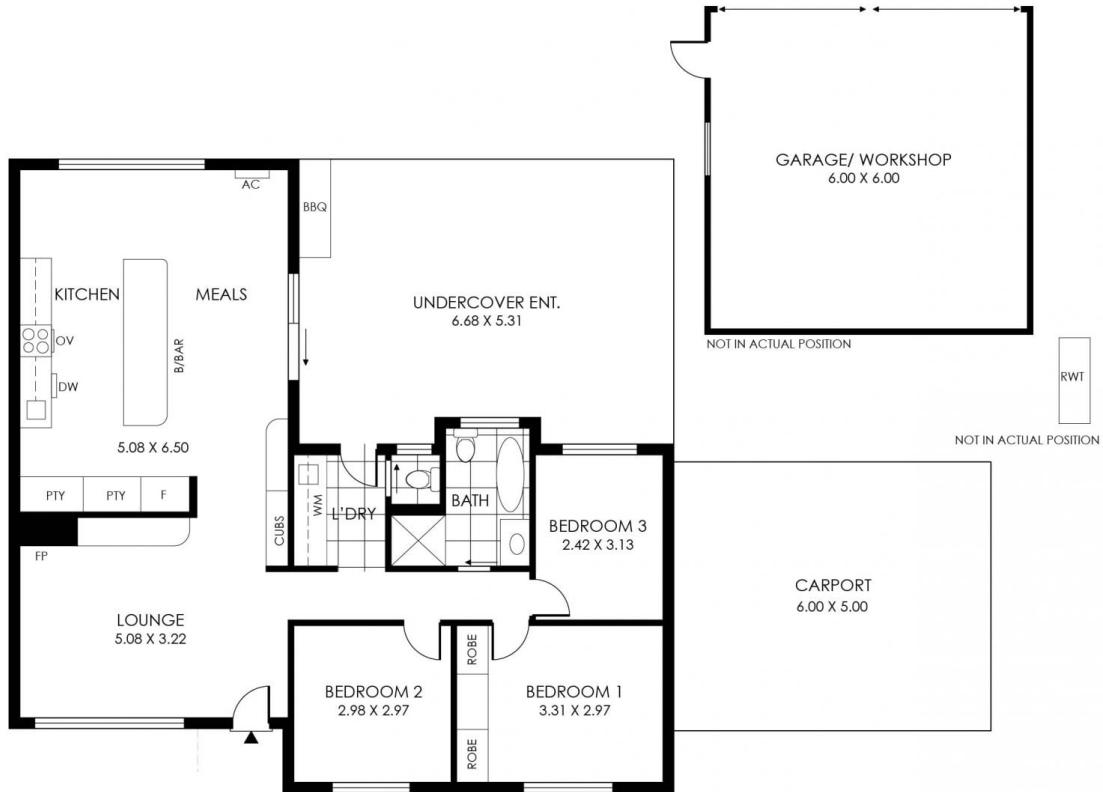 GARAGE/ WORKSHOP
6.00 X 6.00
NOT IN ACTUAL POSITION
RWT
NOT IN ACTUAL POSITION
AC
BBQ
KITCHEN
MEALS
UNDERCOVER ENT.
6.68 X 5.31
OV
B/BAR
DW
5.08 X 6.50
PTY
PTY
F
CUBS
WM
L'DRY
BATH
BEDROOM 3
2.42 X 3.13
FP
LOUNGE
5.08 X 3.22
CARPORT
6.00 X 5.00
ROBE
BEDROOM 2
2.98 X 2.97
BEDROOM 1
3.31 X 2.97
ROBE